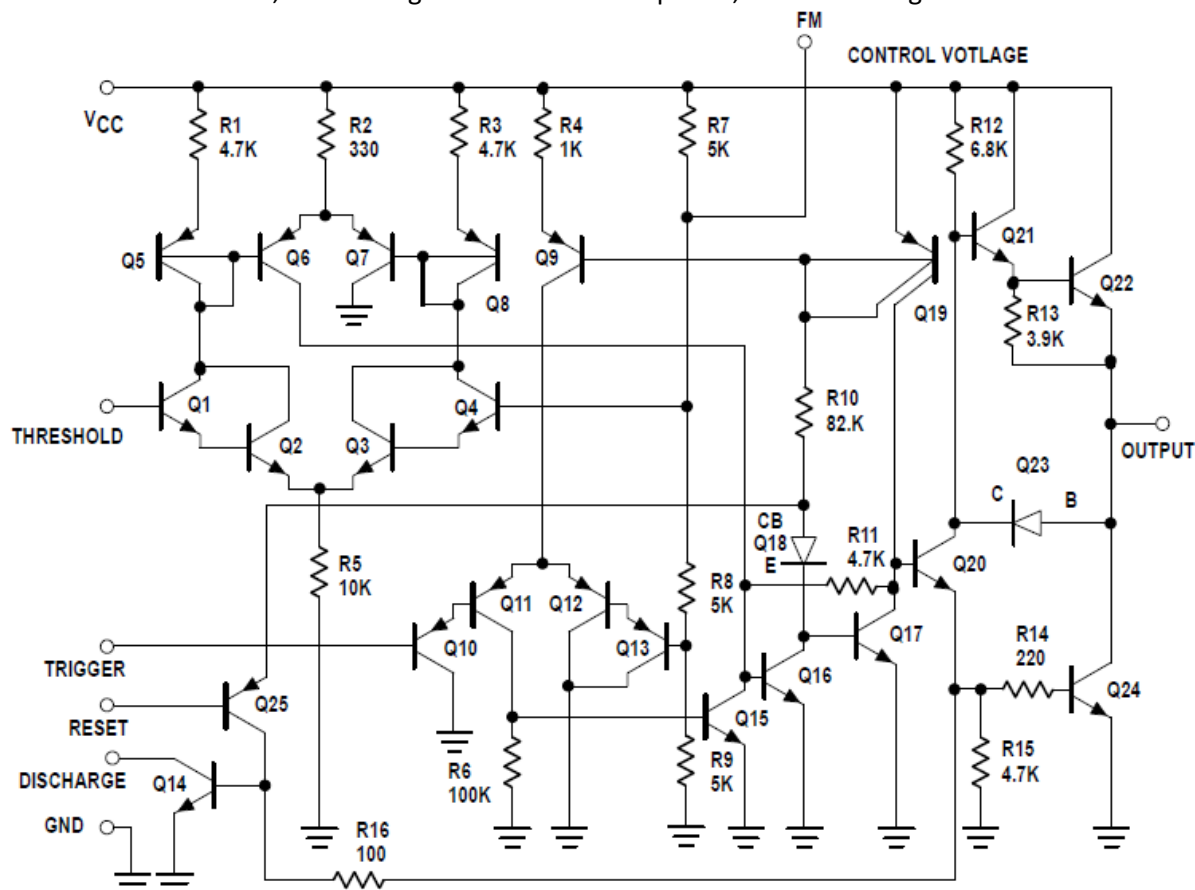 FM
CONTROL VOTLAGE
VCC
R1
4.7K
R2
330
R3
4.7K
R4
1K
R7
5K
R12
6.8K
Q5
Q6
Q7
Q8
Q9
Q19
Q21
Q22
R13
3.9K
Q1
THRESHOLD
Q2
Q3
Q4
R10
82.K
OUTPUT
Q23
C
B
CB
Q18
E
R11
4.7K
Q20
R5
10K
Q11
Q12
R8
5K
Q10
Q13
TRIGGER
Q16
Q17
R14
220
Q24
Q25
RESET
Q15
R15
4.7K
DISCHARGE
Q14
R6
100K
R9
5K
GND
R16
100